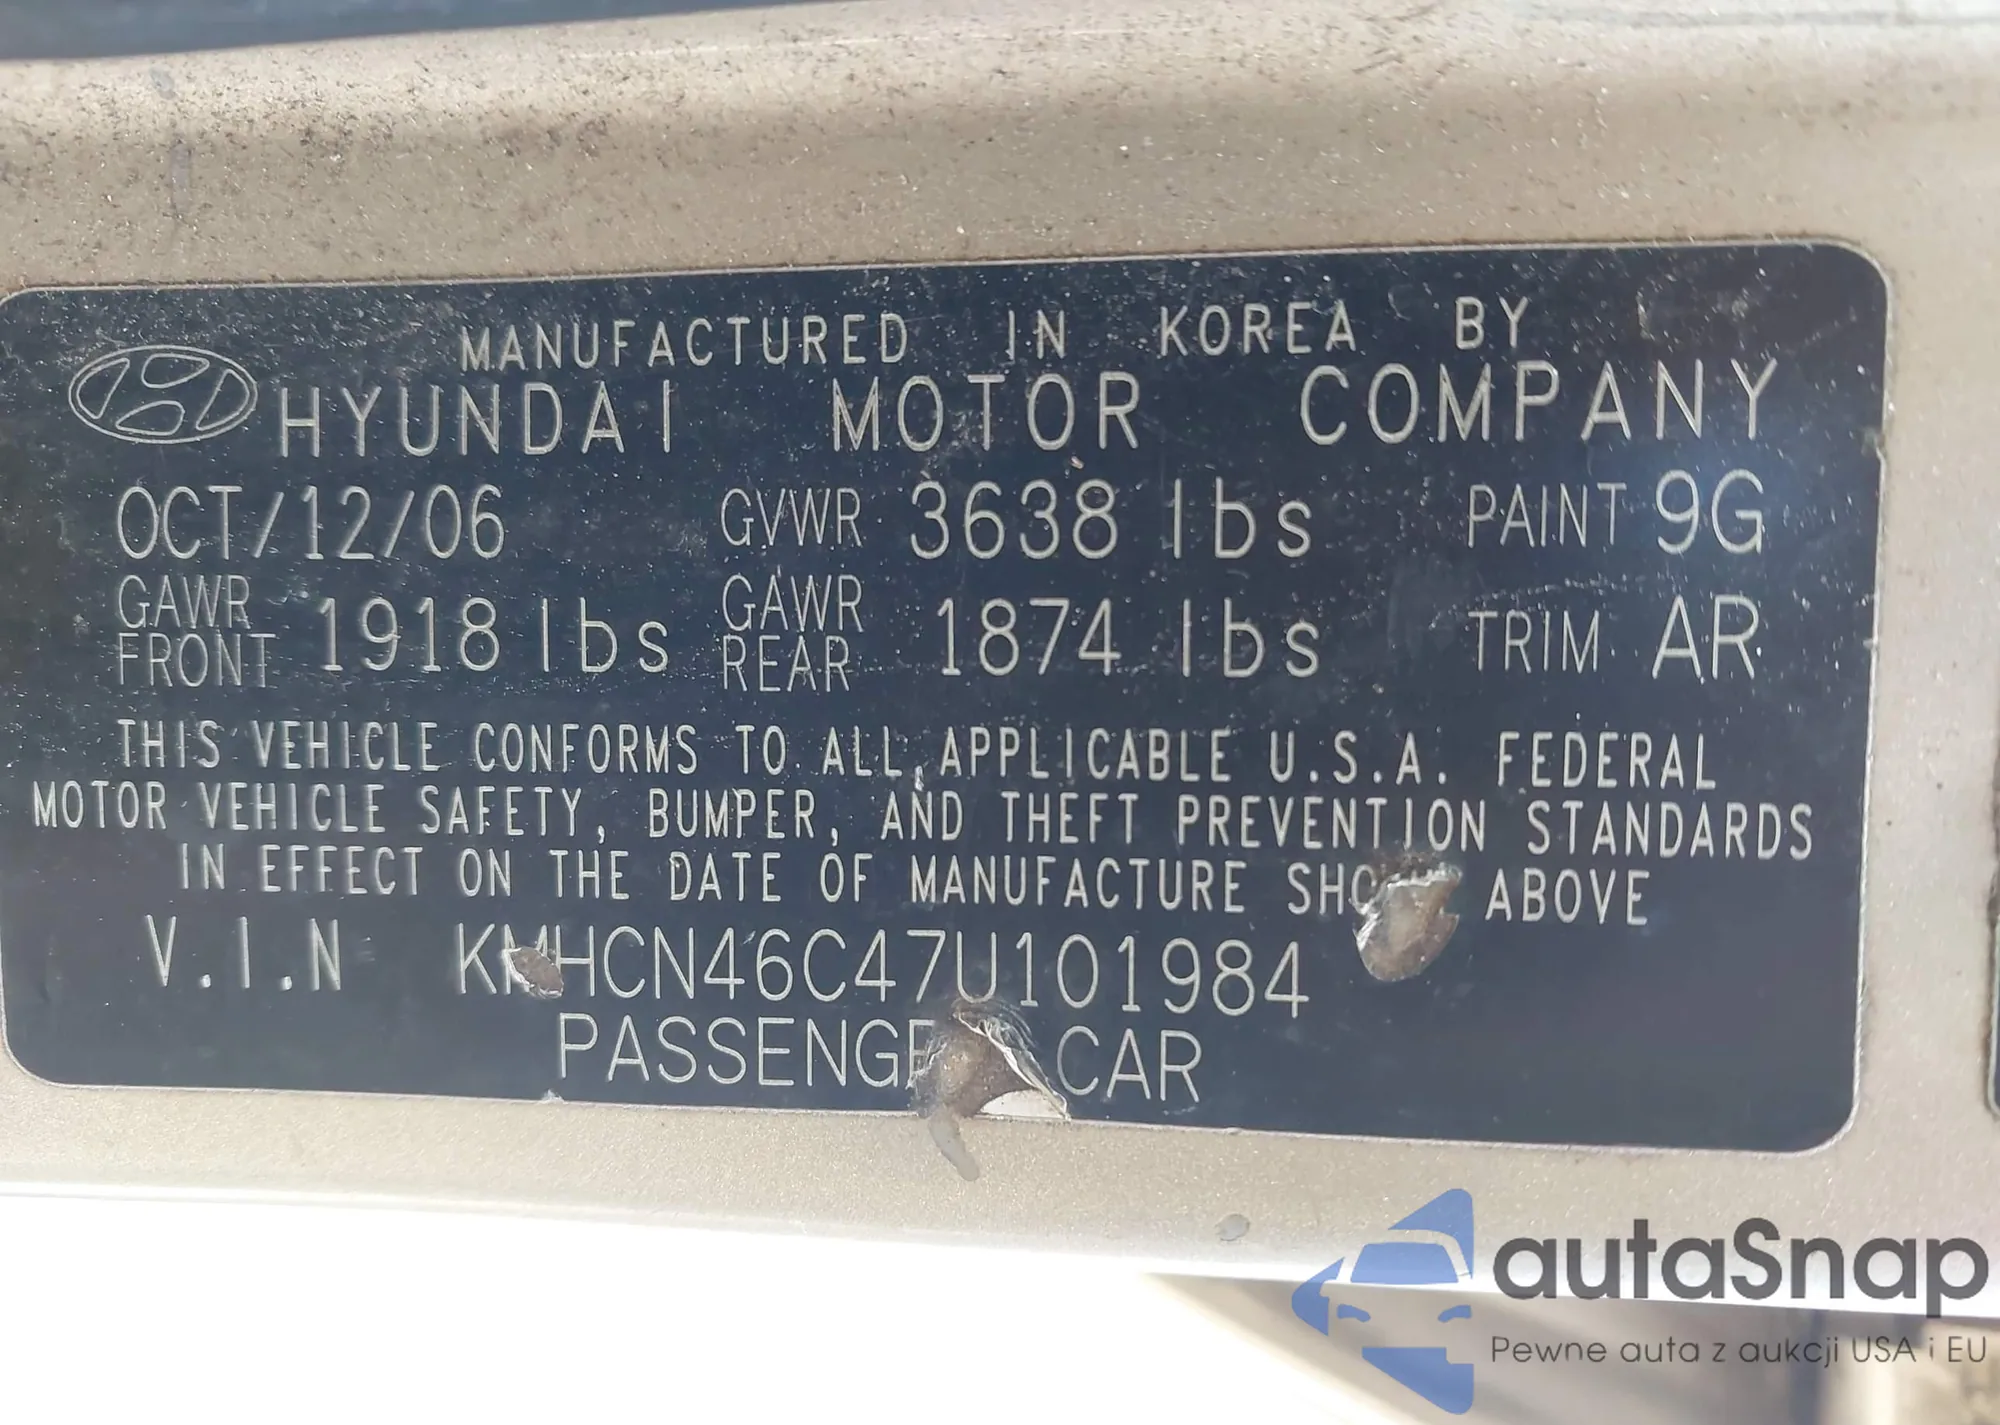 MANUFACTURED IN KOREA BY
HYUNDAI MOTOR COMPANY
OCT/12/06 GVWR 3638 lbs PAINT 9G
GAWR FRONT 1918 lbs GAWR REAR 1874 lbs TRIM AR
THIS VEHICLE CONFORMS TO ALL APPLICABLE U.S.A. FEDERAL
MOTOR VEHICLE SAFETY, BUMPER, AND THEFT PREVENTION STANDARDS
IN EFFECT ON THE DATE OF MANUFACTURE ABOVE
V.I.N KMHCN46C47U101984
CAR
autaSnap
Pewne auta z aukcji USA i EU